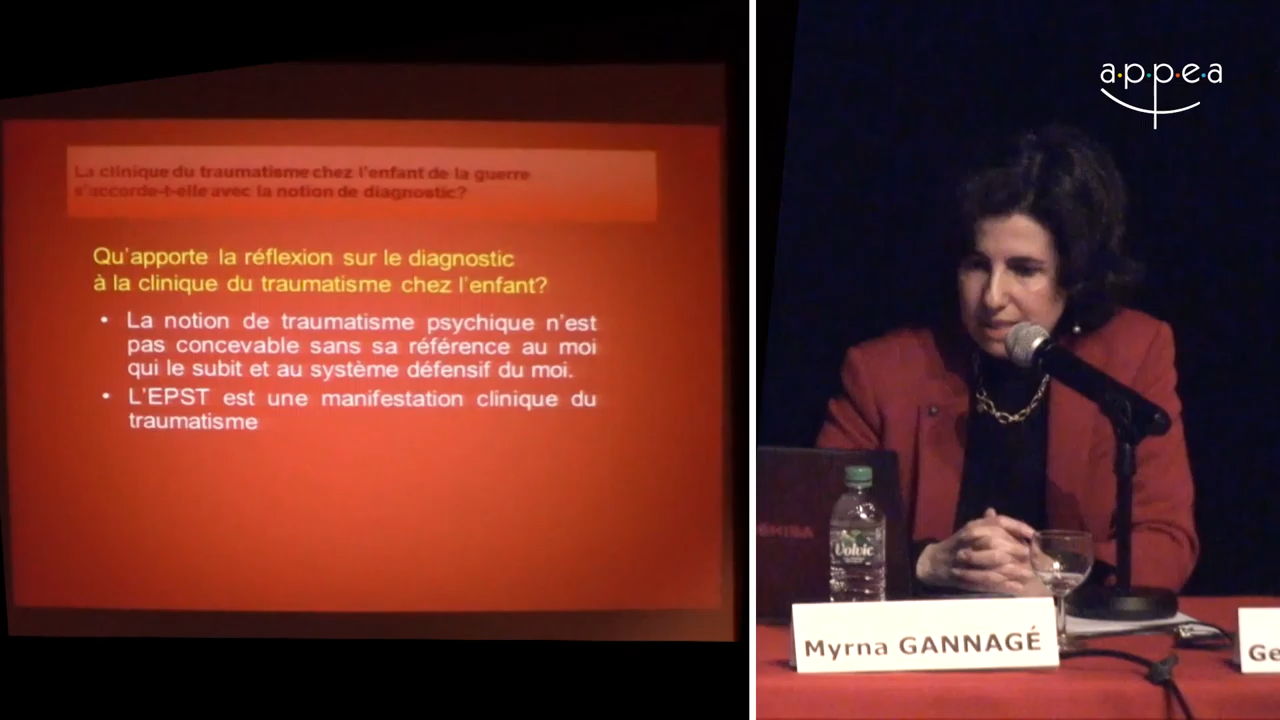 La clinique du traumatisme chez l'enfant de la guerre
s'accorde-t-elle avec la notion de diagnostic?
Qu'apporte la réflexion sur le diagnostic
à la clinique du traumatisme chez l'enfant?
• La notion de traumatisme psychique n'est
pas concevable sans sa référence au moi
qui le subit et au système défensif du moi.
• L'EPST est une manifestation clinique du
traumatisme
a·p·p·e·a
TOSHIBA
Volvic
Myrna GANNAGÉ
Ge